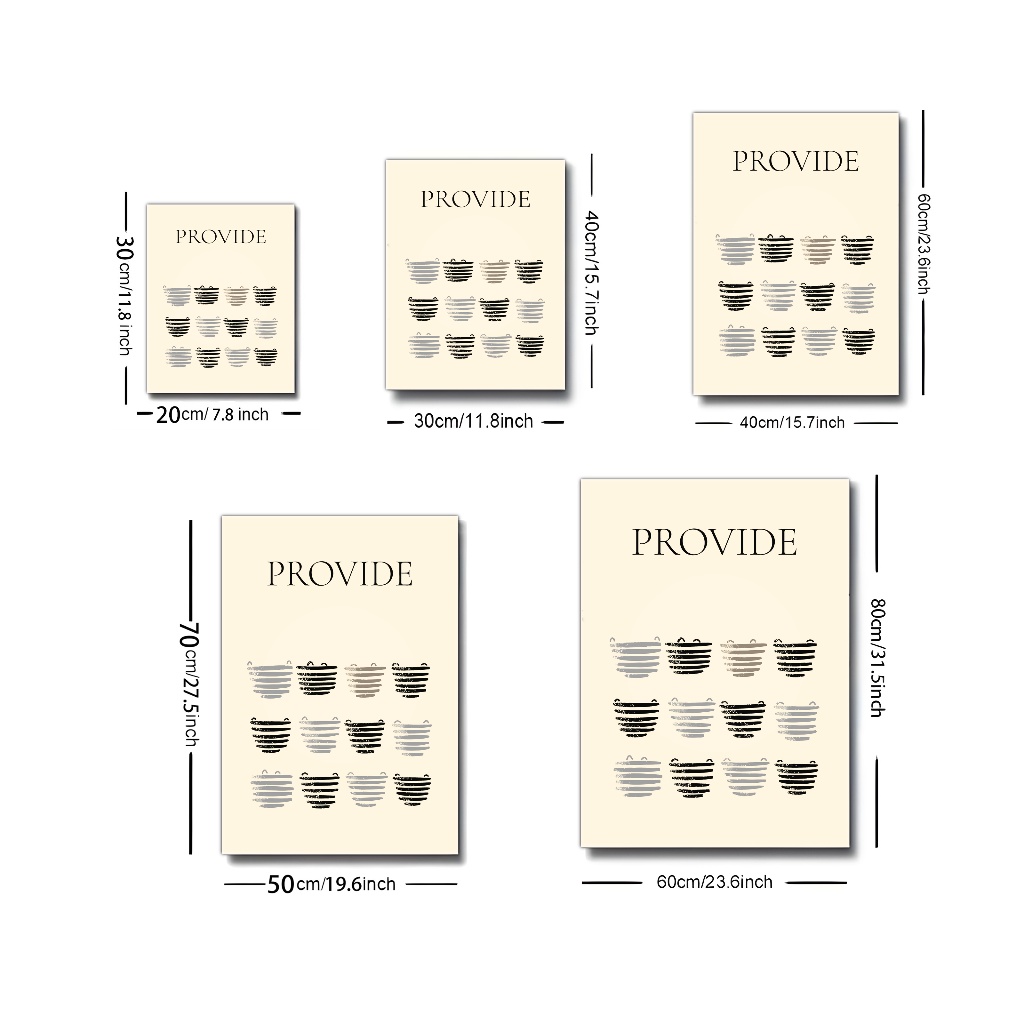 PROVIDE
30cm/11.8 inch
20cm/ 7.8 inch
PROVIDE
40cm/15.7inch
30cm/11.8inch
PROVIDE
60cm/23.6inch
40cm/15.7inch
PROVIDE
70cm/27.5inch
50cm/19.6inch
PROVIDE
80cm/31.5inch
60cm/23.6inch